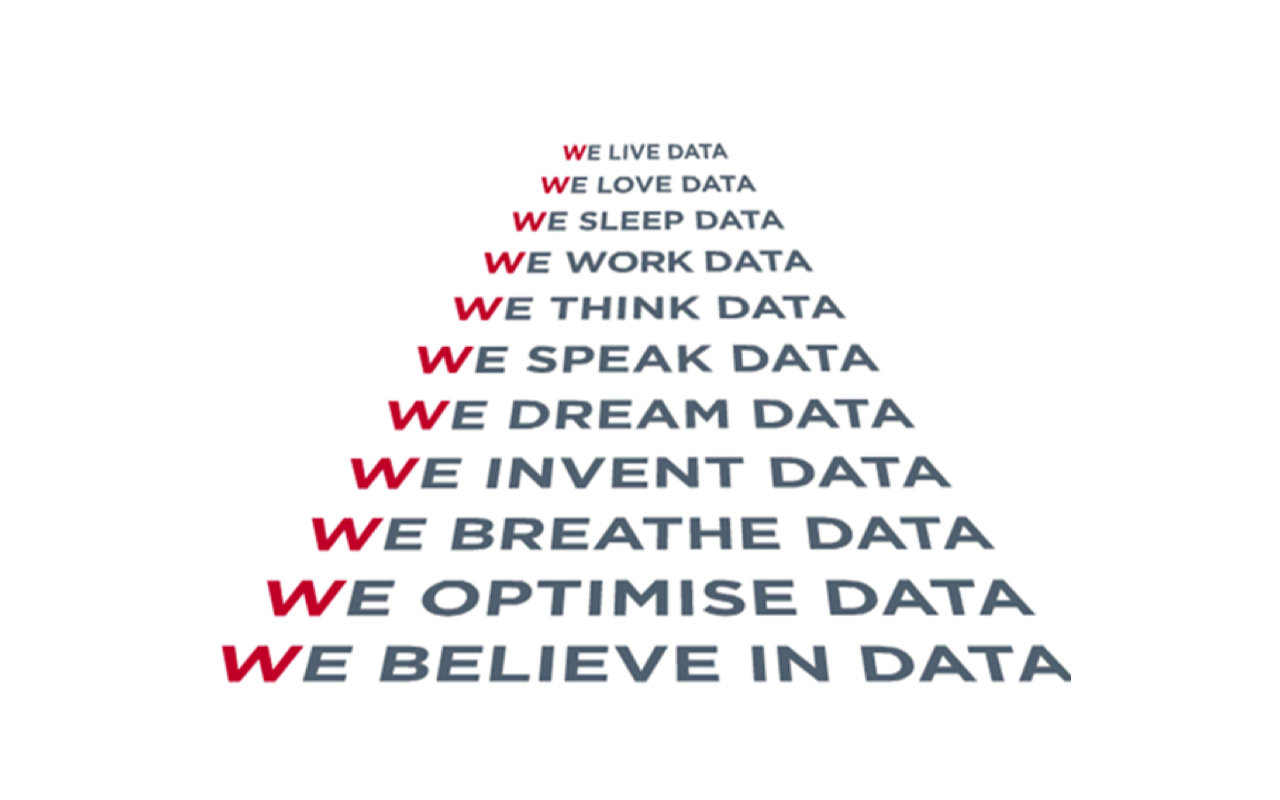 WE LIVE DATA
WE LOVE DATA
WE SLEEP DATA
WE WORK DATA
WE THINK DATA
WE SPEAK DATA
WE DREAM DATA
WE INVENT DATA
WE BREATHE DATA
WE OPTIMISE DATA
WE BELIEVE IN DATA